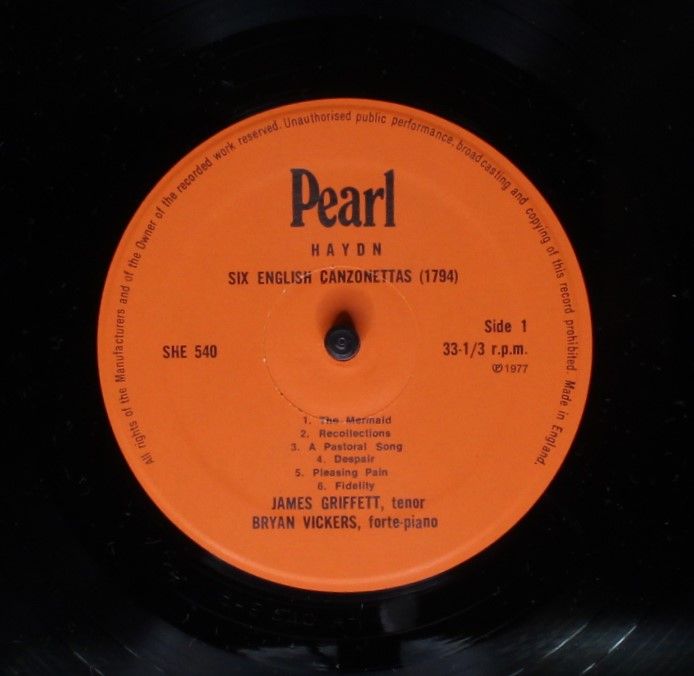 All rights of the Manufacturers and of the Owner of the recorded work reserved. Unauthorised public performance, broadcasting and copying of this record prohibited. Made in England.
Pearl
HAYDN
SIX ENGLISH CANZONETTAS (1794)
Side 1
SHE 540
33-1/3 r.p.m.
℗1977
1. The Mermaid
2. Recollections
3. A Pastoral Song
4. Despair
5. Pleasing Pain
6. Fidelity
JAMES GRIFFETT, tenor
BRYAN VICKERS, forte-piano